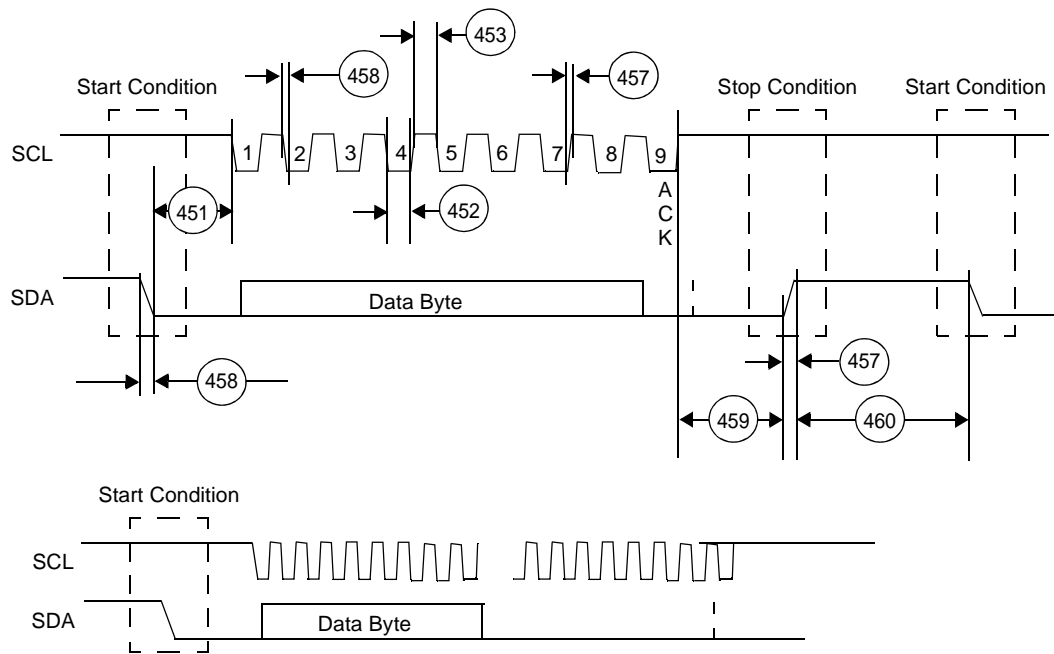 453
458
457
Start Condition
Stop Condition
Start Condition
SCL
1 2 3 4 5 6 7 8 9
A
C
K
451
452
SDA
Data Byte
458
457
459
460
Start Condition
SCL
SDA
Data Byte